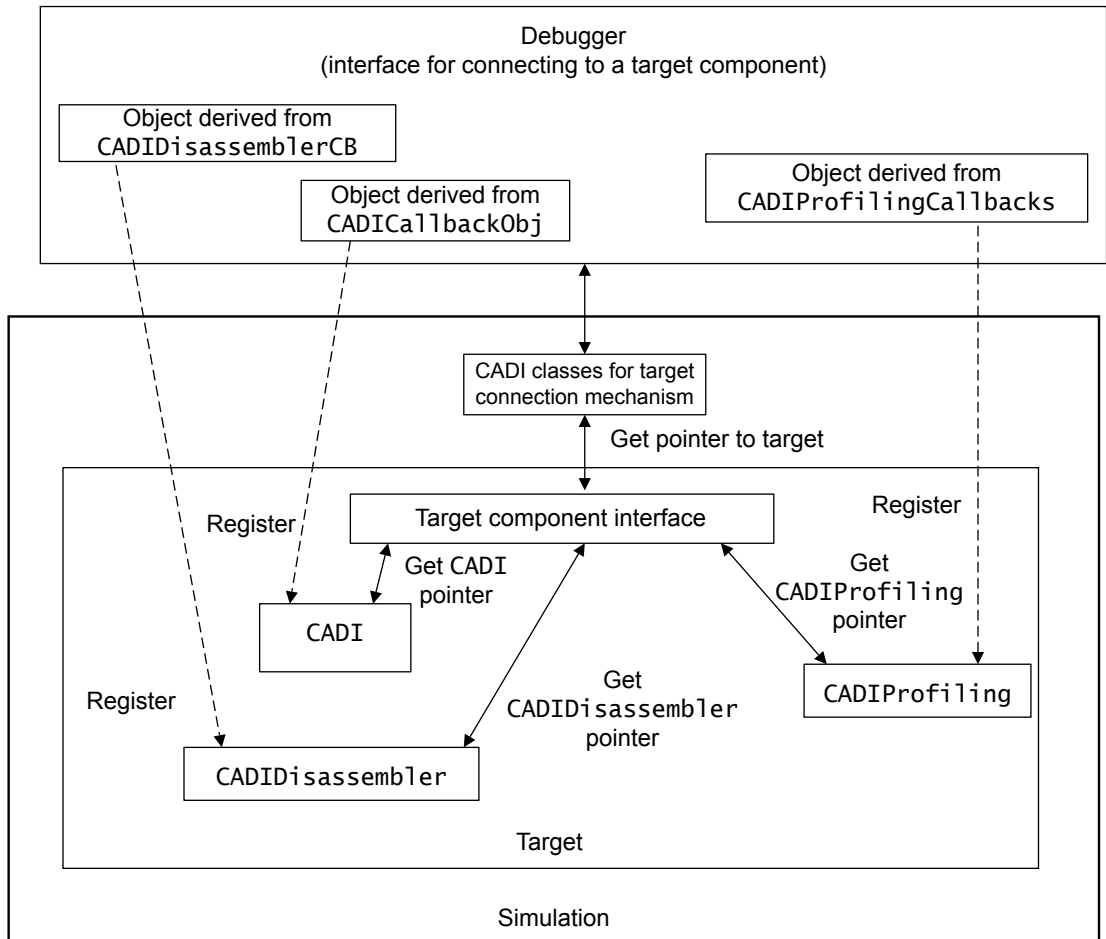 Debugger
(interface for connecting to a target component)
Object derived from
CADIDisassemblerCB
Object derived from
CADICallbackObj
Object derived from
CADIProfilingCallbacks
CADI classes for target
connection mechanism
Get pointer to target
Target component interface
Register
Register
Get CADI
pointer
Get
CADIProfiling
pointer
CADI
CADIProfiling
Register
Get
CADIDisassembler
pointer
CADIDisassembler
Target
Simulation